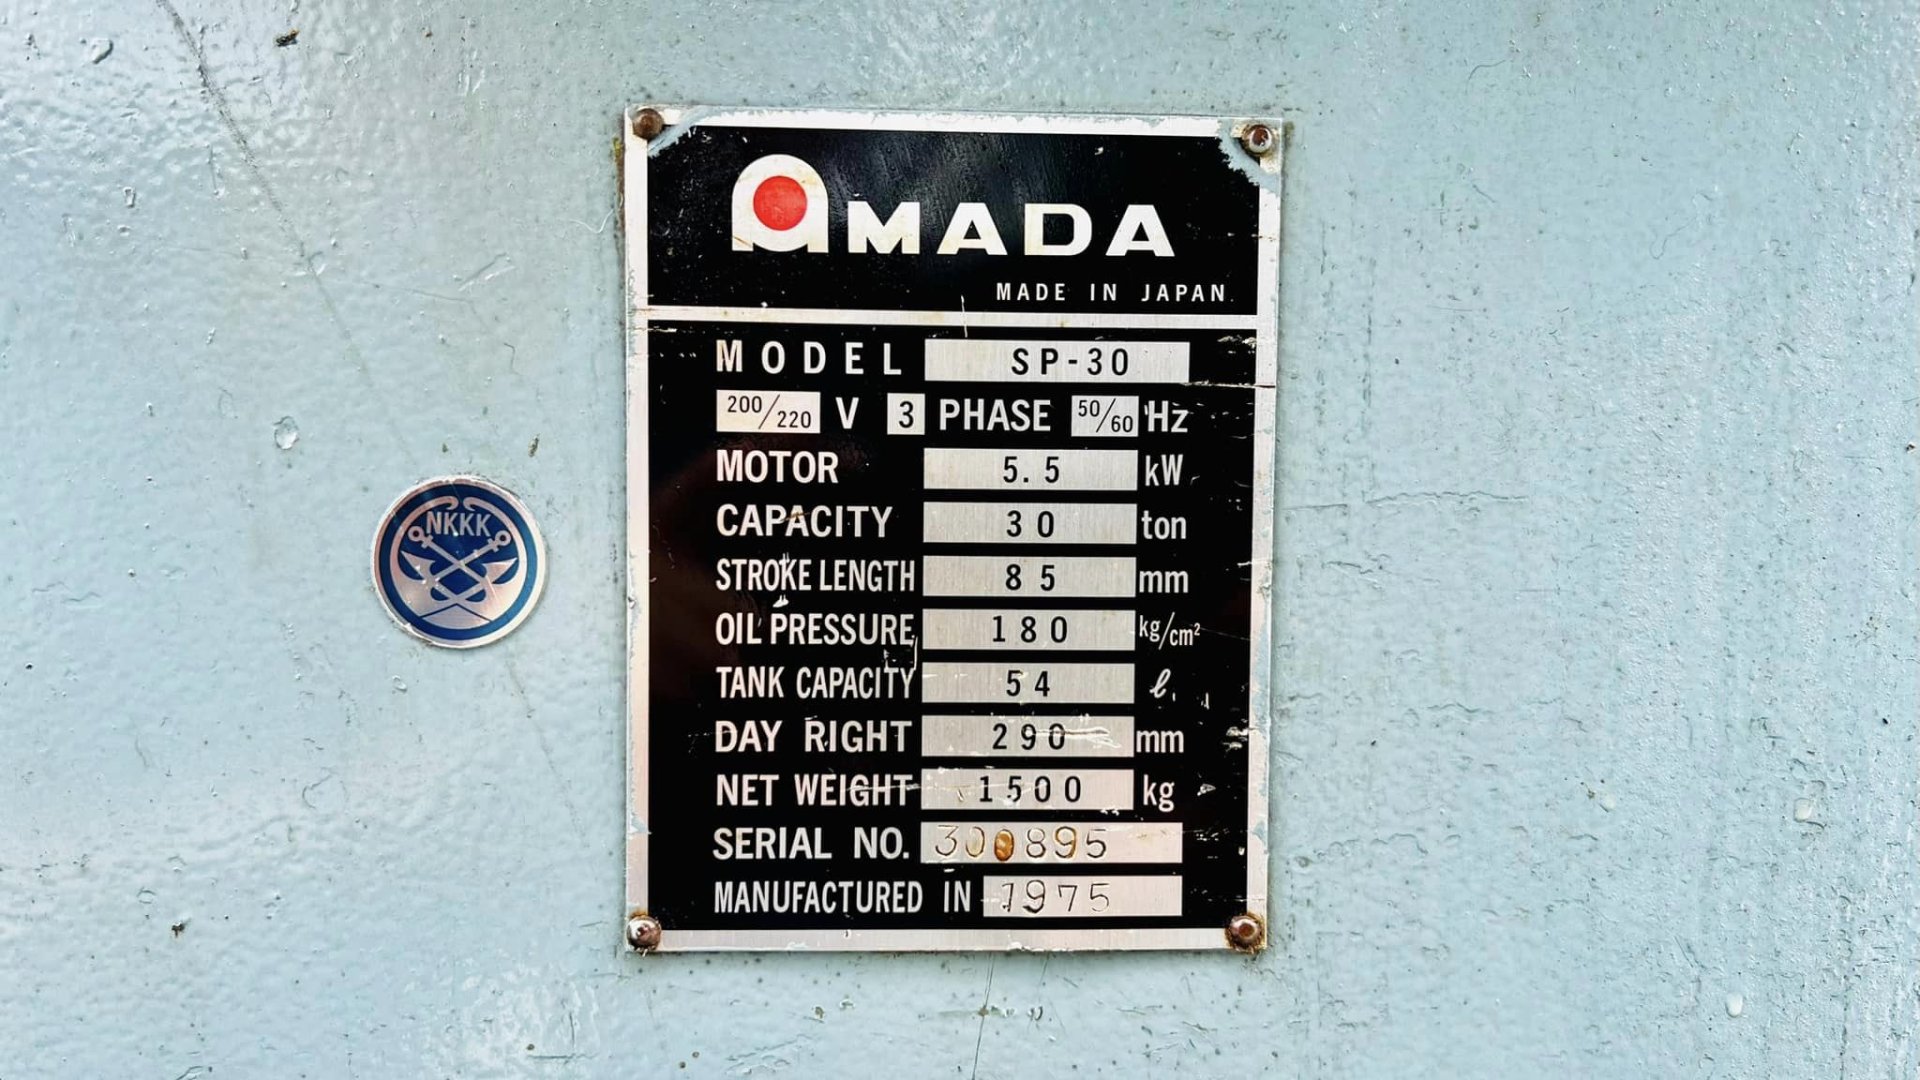 AMADA
MADE IN JAPAN
MODEL SP-30
200/220 V 3 PHASE 50/60 Hz
MOTOR 5.5 kW
CAPACITY 30 ton
STROKE LENGTH 85 mm
OIL PRESSURE 180 kg/cm²
TANK CAPACITY 54 ℓ
DAY RIGHT 290 mm
NET WEIGHT 1500 kg
SERIAL NO. 300895
MANUFACTURED IN 1975
NKKK